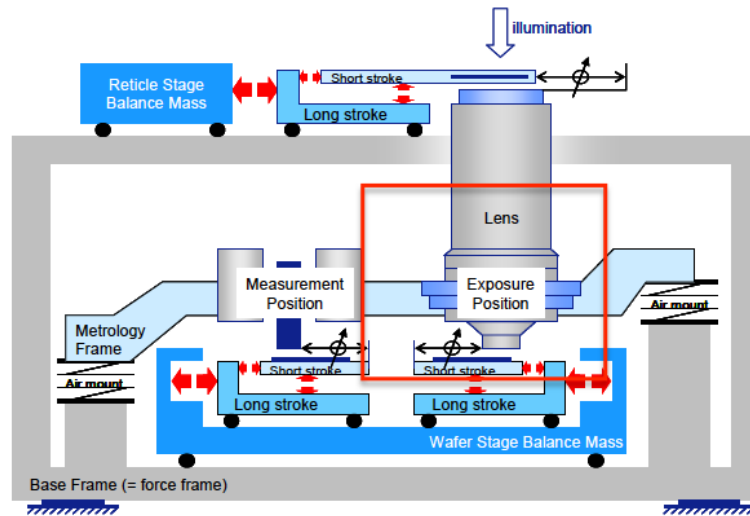 illumination
Reticle Stage
Balance Mass
Short stroke
Long stroke
Lens
Measurement
Position
Exposure
Position
Metrology
Frame
Air mount
Air mount
Short stroke
Short stroke
Long stroke
Long stroke
Wafer Stage Balance Mass
Base Frame (= force frame)